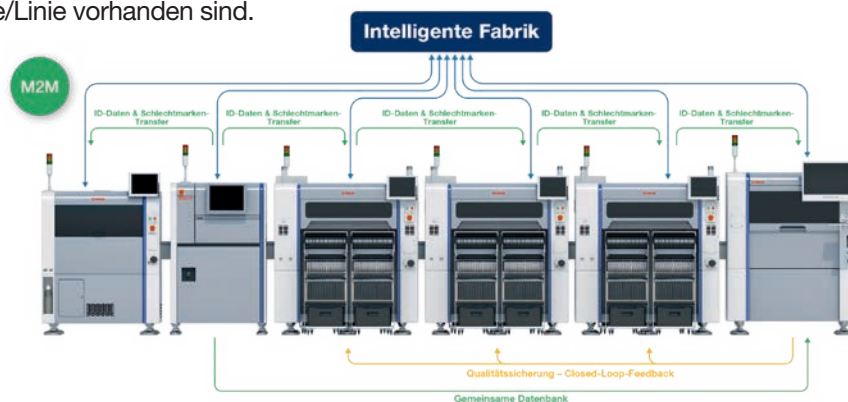 e/Linie vorhanden sind.
Intelligente Fabrik
M2M
ID-Daten & Schlechtmarken-
Transfer
ID-Daten & Schlechtmarken-
Transfer
ID-Daten & Schlechtmarken-
Transfer
ID-Daten & Schlechtmarken-
Transfer
ID-Daten & Schlechtmarken-
Transfer
Qualitätssicherung – Closed-Loop-Feedback
Gemeinsame Datenbank